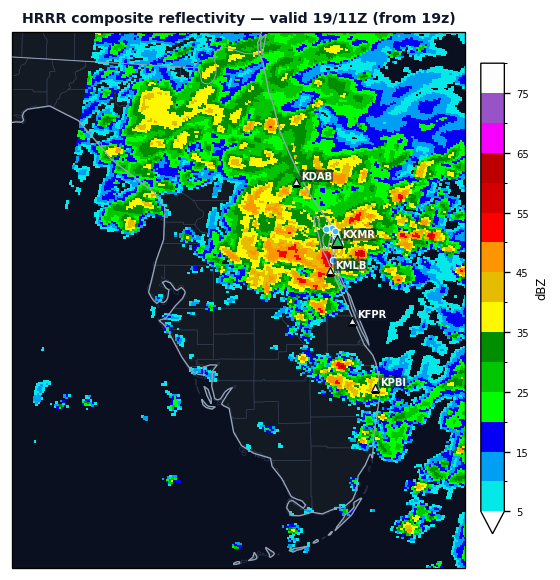 HRRR composite reflectivity — valid 19/11Z (from 19z)
KDAB
KXMR
KMLB
KFPR
KPBI
75
65
55
45
35
25
15
5
dBZ